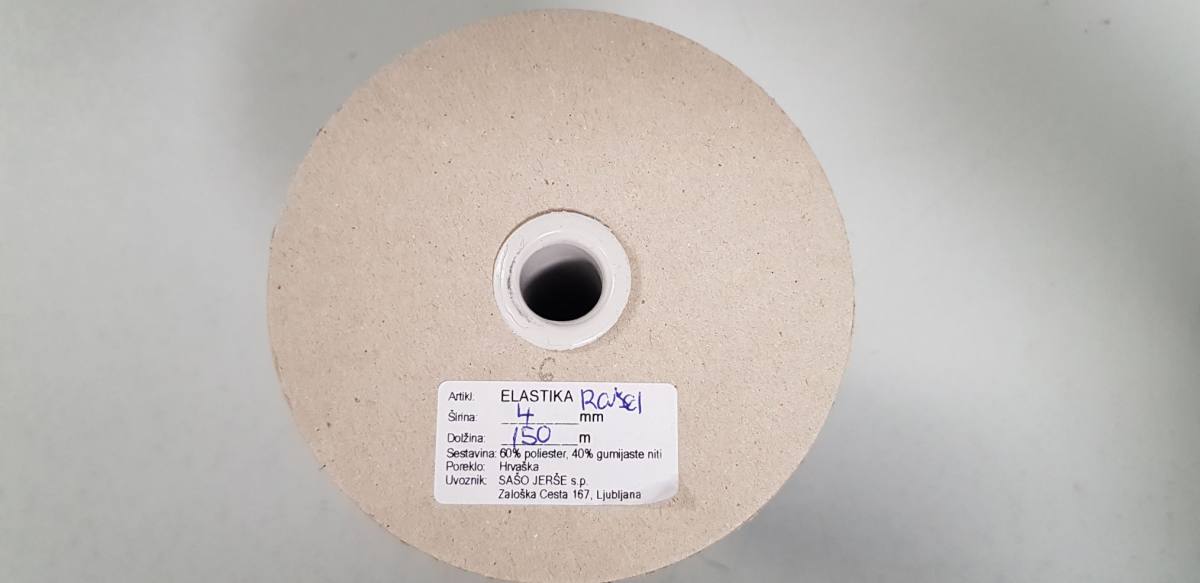 Artikl: ELASTIKA Rašel
Širina: 4 mm
Dolžina: 150 m
Sestavina: 60% poliester, 40% gumijaste niti
Poreklo: Hrvaška
Uvoznik: SAŠO JERŠE s.p.
Zaloška Cesta 167, Ljubljana